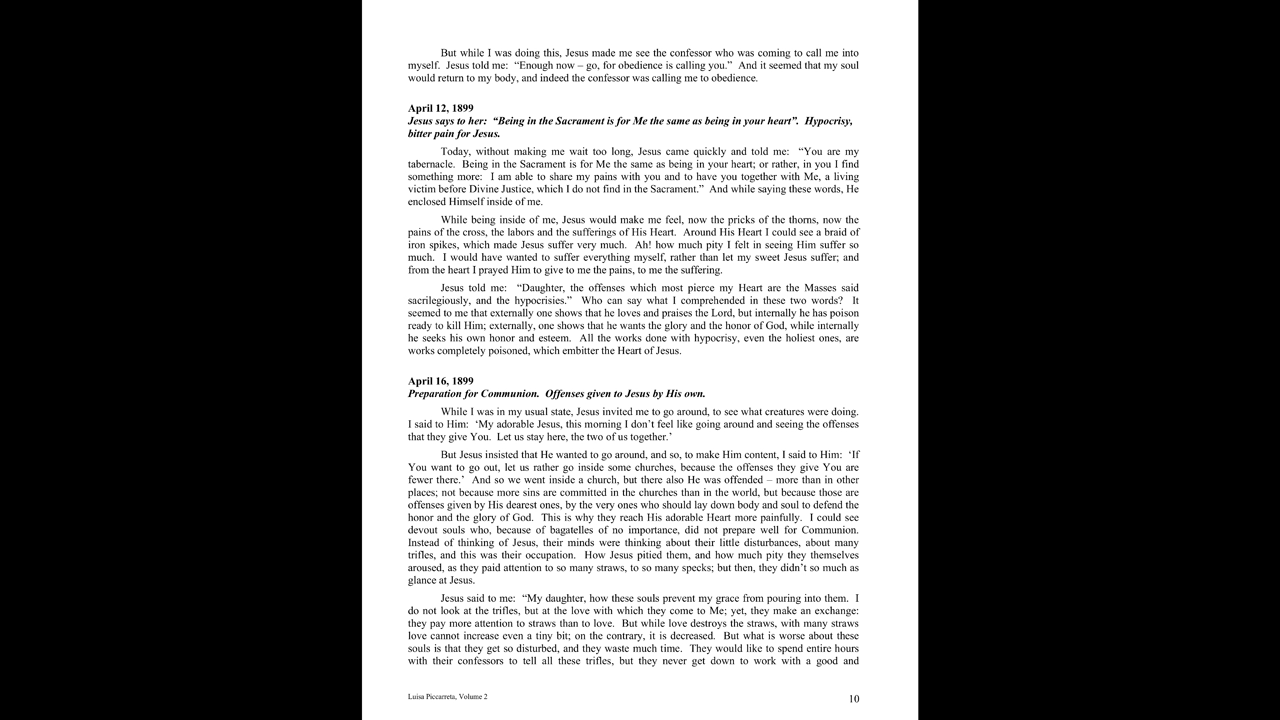 But while I was doing this, Jesus made me see the confessor who was coming to call me into
myself. Jesus told me: “Enough now – go, for obedience is calling you.” And it seemed that my soul
would return to my body, and indeed the confessor was calling me to obedience.
April 12, 1899
Jesus says to her: “Being in the Sacrament is for Me the same as being in your heart”. Hypocrisy,
bitter pain for Jesus.
Today, without making me wait too long, Jesus came quickly and told me: “You are my
tabernacle. Being in the Sacrament is for Me the same as being in your heart; or rather, in you I find
something more: I am able to share my pains with you and to have you together with Me, a living
victim before Divine Justice, which I do not find in the Sacrament.” And while saying these words, He
enclosed Himself inside of me.
While being inside of me, Jesus would make me feel, now the pricks of the thorns, now the
pains of the cross, the labors and the sufferings of His Heart. Around His Heart I could see a braid of
iron spikes, which made Jesus suffer very much. Ah! how much pity I felt in seeing Him suffer so
much. I would have wanted to suffer everything myself, rather than let my sweet Jesus suffer; and
from the heart I prayed Him to give to me the pains, to me the suffering.
Jesus told me: “Daughter, the offenses which most pierce my Heart are the Masses said
sacrilegiously, and the hypocrisies.” Who can say what I comprehended in these two words? It
seemed to me that externally one shows that he loves and praises the Lord, but internally he has poison
ready to kill Him; externally, one shows that he wants the glory and the honor of God, while internally
he seeks his own honor and esteem. All the works done with hypocrisy, even the holiest ones, are
works completely poisoned, which embitter the Heart of Jesus.
April 16, 1899
Preparation for Communion. Offenses given to Jesus by His own.
While I was in my usual state, Jesus invited me to go around, to see what creatures were doing.
I said to Him: ‘My adorable Jesus, this morning I don’t feel like going around and seeing the offenses
that they give You. Let us stay here, the two of us together.’
But Jesus insisted that He wanted to go around, and so, to make Him content, I said to Him: ‘If
You want to go out, let us rather go inside some churches, because the offenses they give You are
fewer there.’ And so we went inside a church, but there also He was offended – more than in other
places; not because more sins are committed in the churches than in the world, but because those are
offenses given by His dearest ones, by the very ones who should lay down body and soul to defend the
honor and the glory of God. This is why they reach His adorable Heart more painfully. I could see
devout souls who, because of bagatelles of no importance, did not prepare well for Communion.
Instead of thinking of Jesus, their minds were thinking about their little disturbances, about many
trifles, and this was their occupation. How Jesus pitied them, and how much pity they themselves
aroused, as they paid attention to so many straws, to so many specks; but then, they didn’t so much as
glance at Jesus.
Jesus said to me: “My daughter, how these souls prevent my grace from pouring into them. I
do not look at the trifles, but at the love with which they come to Me; yet, they make an exchange:
they pay more attention to straws than to love. But while love destroys the straws, with many straws
love cannot increase even a tiny bit; on the contrary, it is decreased. But what is worse about these
souls is that they get so disturbed, and they waste much time. They would like to spend entire hours
with their confessors to tell all these trifles, but they never get down to work with a good and
Luisa Piccarreta, Volume 2
10